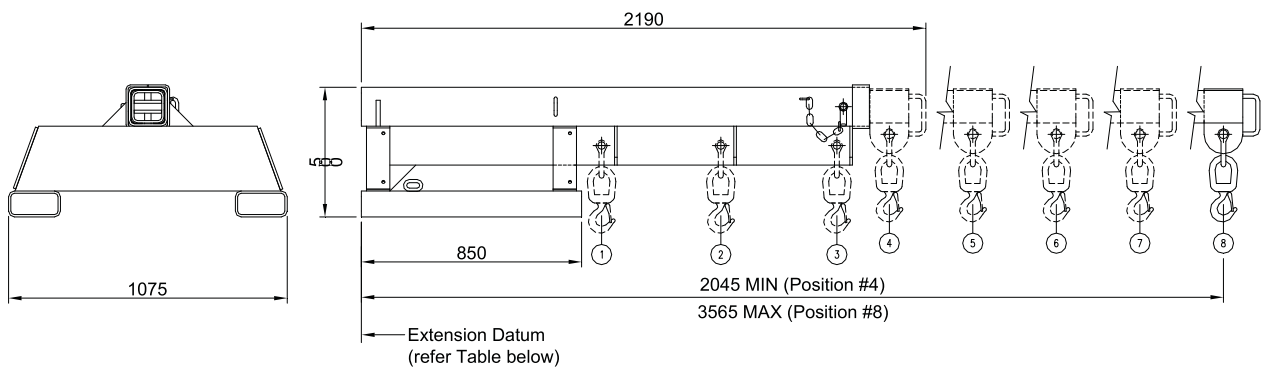 2190
850
1075
1
2
3
4
5
6
7
8
2045 MIN (Position #4)
3565 MAX (Position #8)
Extension Datum
(refer Table below)